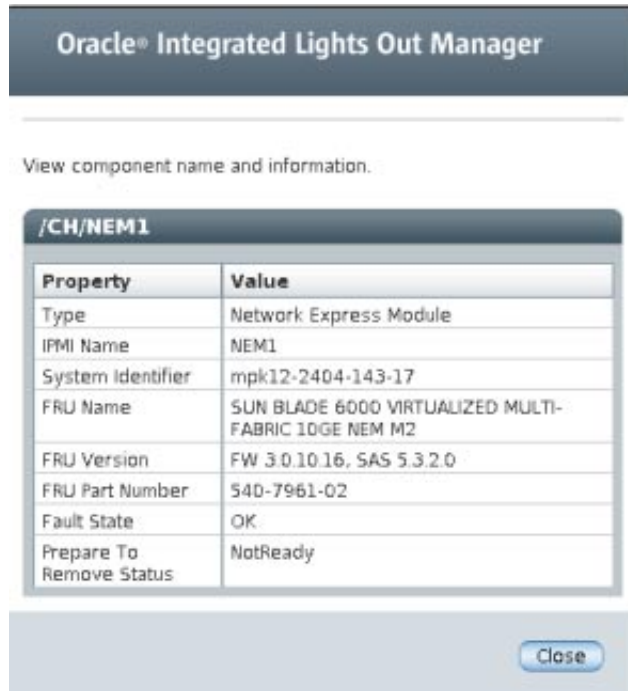 Oracle® Integrated Lights Out Manager
View component name and information.
/CH/NEM1
Property Value
Type Network Express Module
IPMI Name NEM1
System Identifier mpk12-2404-143-17
FRU Name SUN BLADE 6000 VIRTUALIZED MULTI-
FABRIC 10GE NEM M2
FRU Version FW 3.0.10.16, SAS 5.3.2.0
FRU Part Number 540-7961-02
Fault State OK
Prepare To NotReady
Remove Status
Close